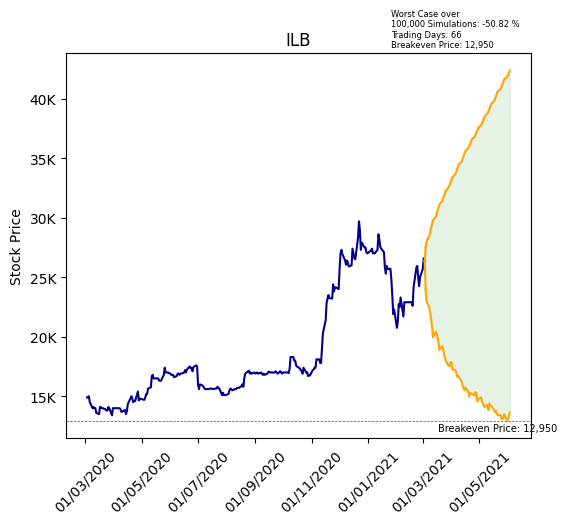 Worst Case over
100,000 Simulations: -50.82 %
Trading Days: 66
Breakeven Price: 12,950
ILB
Stock Price
40K
35K
30K
25K
20K
15K
Breakeven Price: 12,950
01/03/2020
01/05/2020
01/07/2020
01/09/2020
01/11/2020
01/01/2021
01/03/2021
01/05/2021